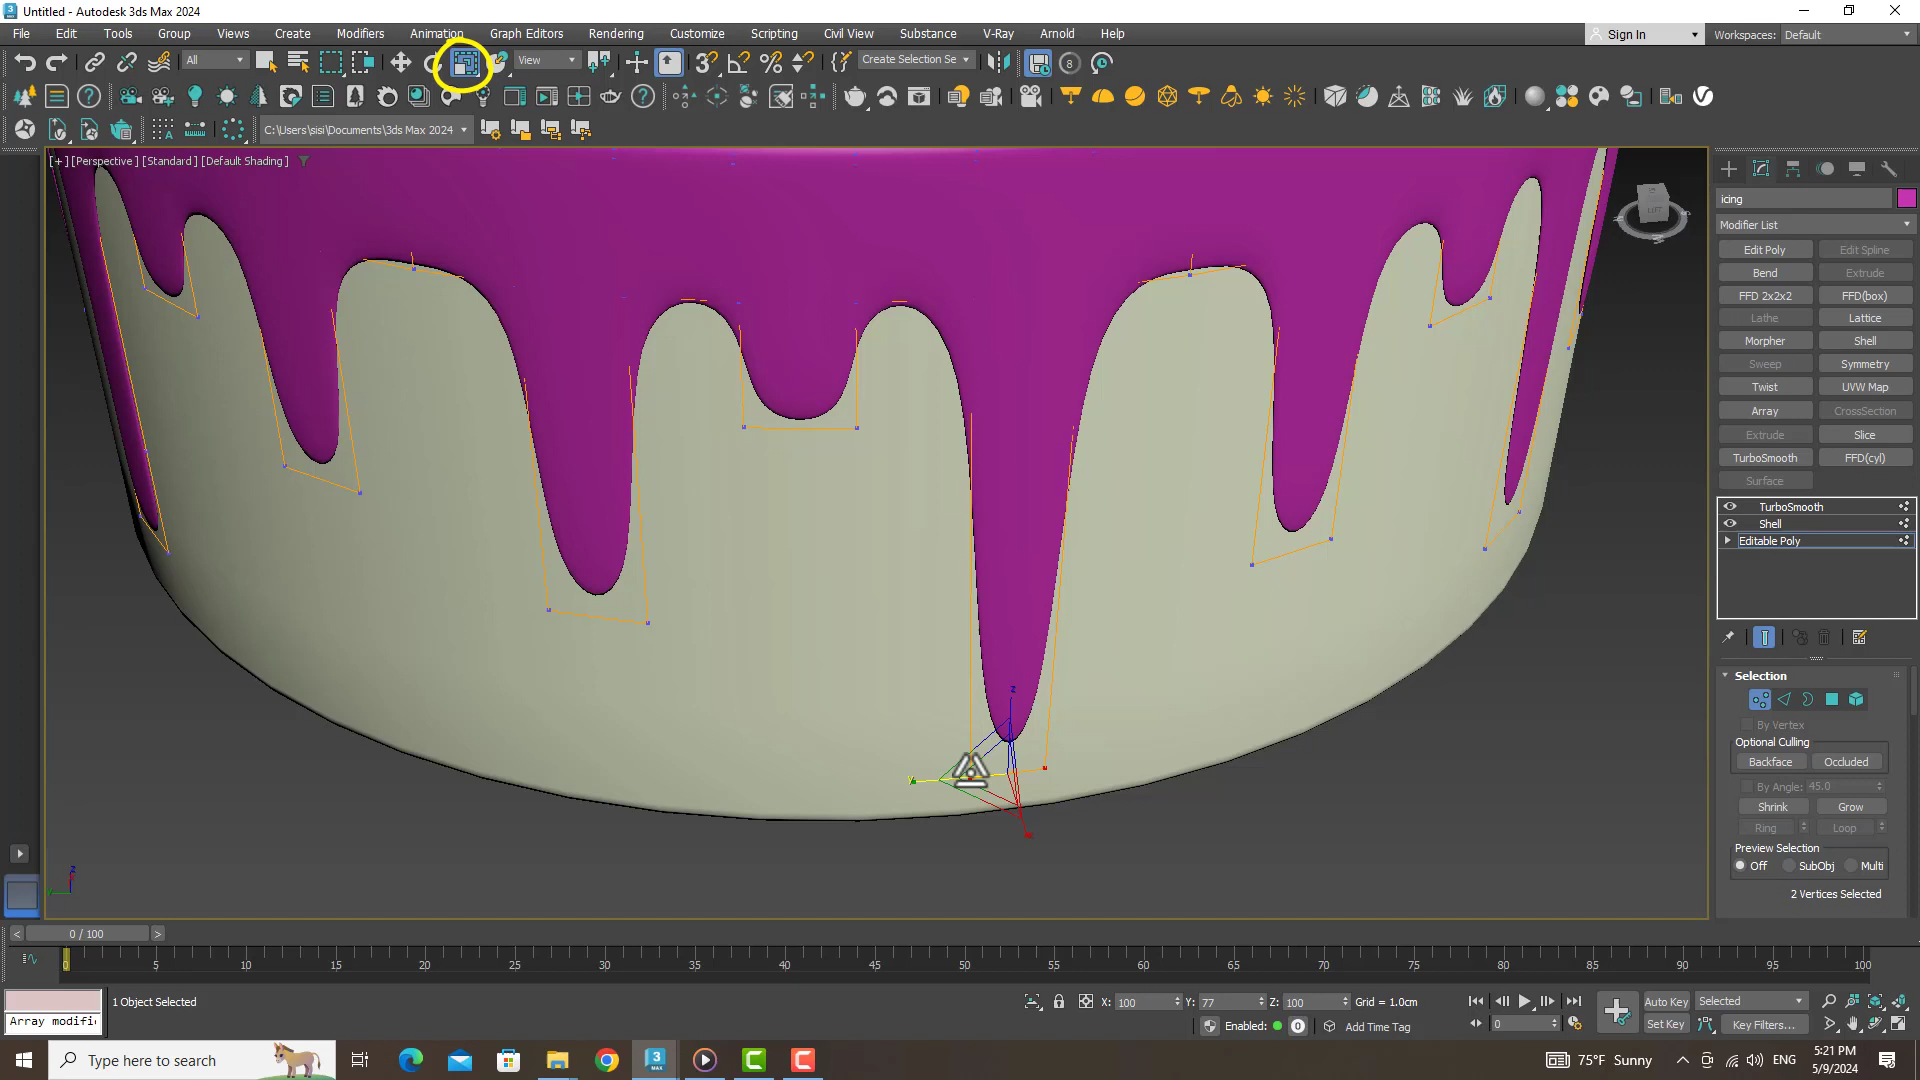 Untitled - Autodesk 3ds Max 2024
File Edit Tools Group Views Create Modifiers Animation Graph Editors Rendering Customize Scripting Civil View Substance V-Ray Arnold Help
Sign In Workspaces: Default
All View Create Selection Se
C:\Users\sisi\Documents\3ds Max 2024
[+] [Perspective] [Standard] [Default Shading]
LEFT
icing
Modifier List
Edit Poly Edit Spline
Bend Extrude
FFD 2x2x2 FFD(box)
Lathe Lattice
Morpher Shell
Sweep Symmetry
Twist UVW Map
Array CrossSection
Extrude Slice
TurboSmooth FFD(cyl)
Surface
TurboSmooth
Shell
Editable Poly
Selection
By Vertex
Optional Culling
Backface Occluded
By Angle: 45.0
Shrink Grow
Ring Loop
Preview Selection
Off SubObj Multi
2 Vertices Selected
z
y
x
z
< 0 / 100 >
0 5 10 15 20 25 30 35 40 45 50 55 60 65 70 75 80 85 90 95 100
1 Object Selected
X: 100 Y: 77 Z: 100 Grid = 1.0cm
Auto Key Selected
Array modifi
Enabled: 0 Add Time Tag
0 Set Key Key Filters...
Type here to search
3
MAX
75°F Sunny ENG
5:21 PM
5/9/2024